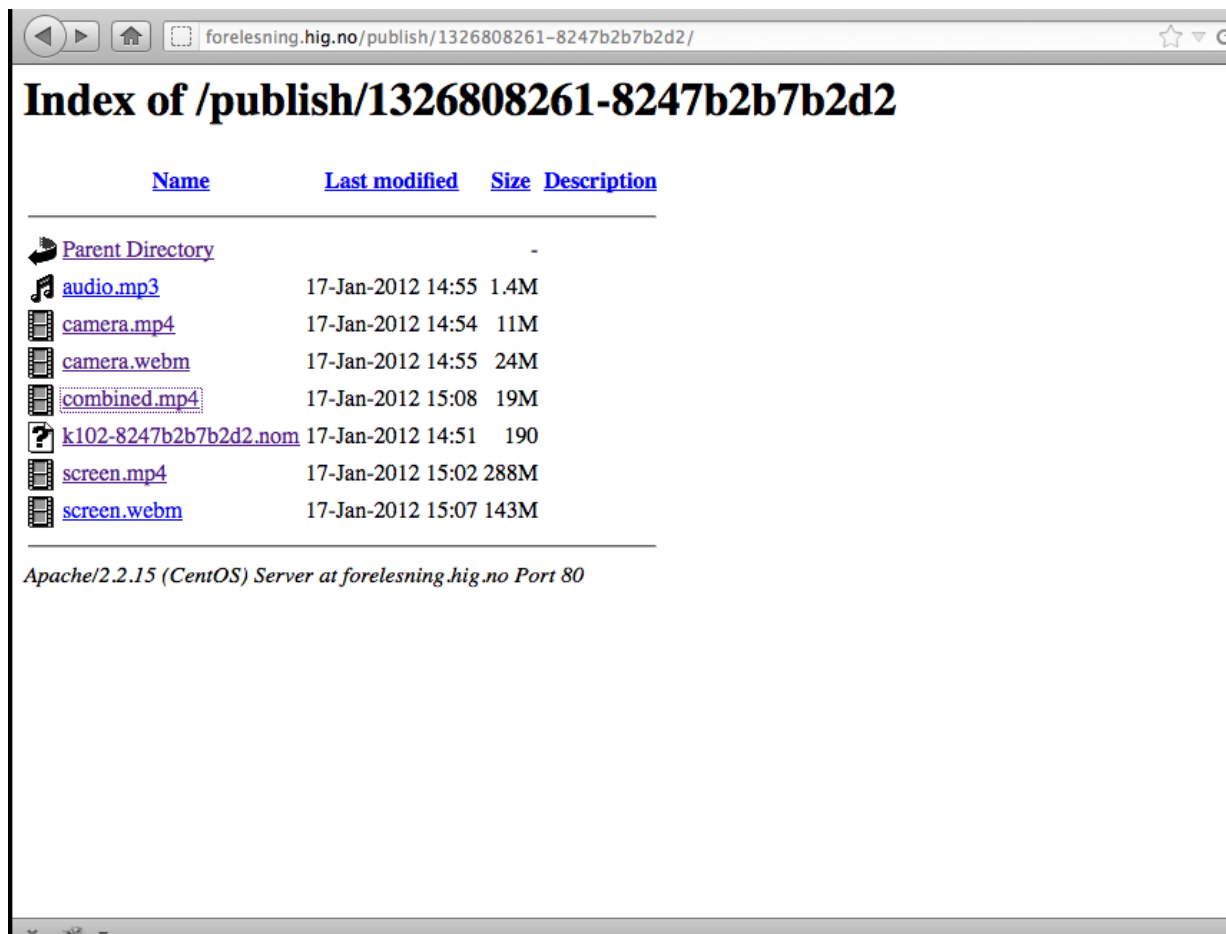 forelesning.hig.no/publish/1326808261-8247b2b7b2d2/
Index of /publish/1326808261-8247b2b7b2d2
Name Last modified Size Description
Parent Directory -
audio.mp3 17-Jan-2012 14:55 1.4M
camera.mp4 17-Jan-2012 14:54 11M
camera.webm 17-Jan-2012 14:55 24M
combined.mp4 17-Jan-2012 15:08 19M
k102-8247b2b7b2d2.nom 17-Jan-2012 14:51 190
screen.mp4 17-Jan-2012 15:02 288M
screen.webm 17-Jan-2012 15:07 143M
Apache/2.2.15 (CentOS) Server at forelesning.hig.no Port 80